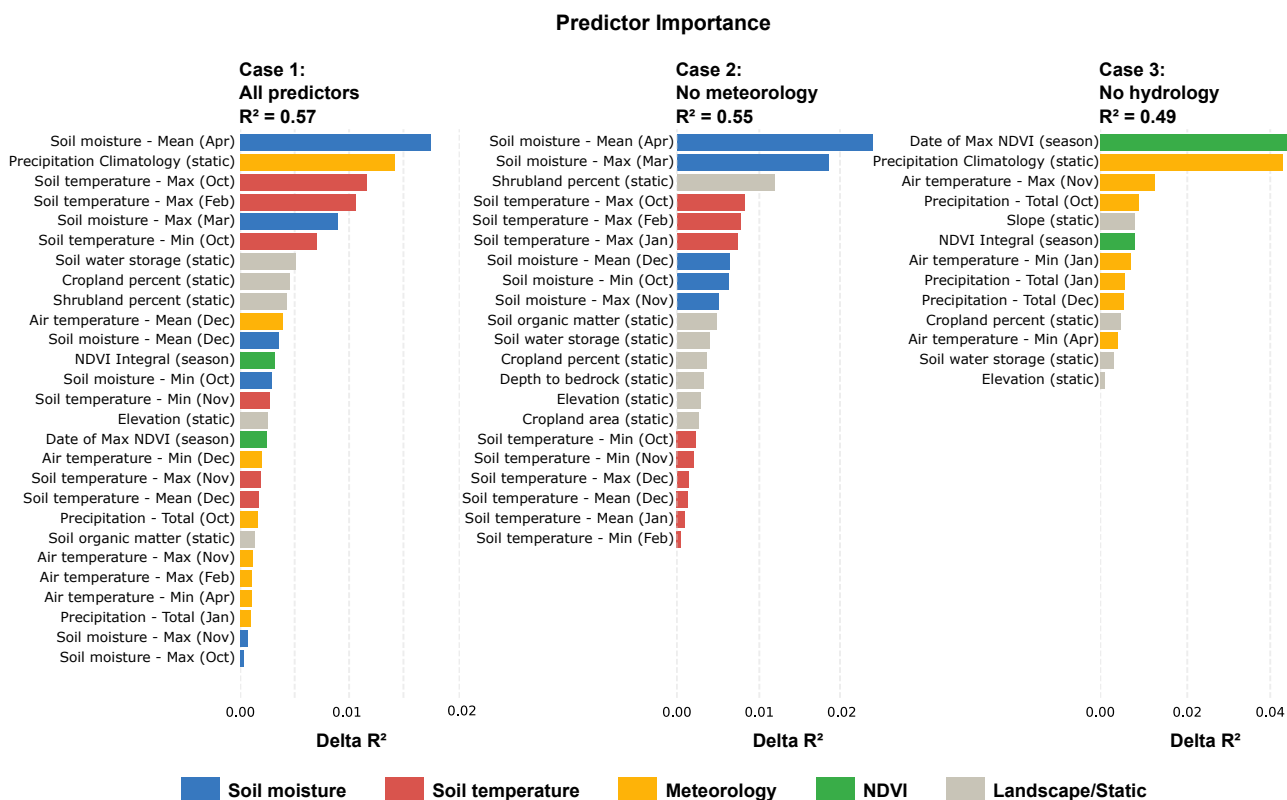 Predictor Importance
Case 1:
All predictors
R² = 0.57
Soil moisture - Mean (Apr)
Precipitation Climatology (static)
Soil temperature - Max (Oct)
Soil temperature - Max (Feb)
Soil moisture - Max (Mar)
Soil temperature - Min (Oct)
Soil water storage (static)
Cropland percent (static)
Shrubland percent (static)
Air temperature - Mean (Dec)
Soil moisture - Mean (Dec)
NDVI Integral (season)
Soil moisture - Min (Oct)
Soil temperature - Min (Nov)
Elevation (static)
Date of Max NDVI (season)
Air temperature - Min (Dec)
Soil temperature - Max (Nov)
Soil temperature - Mean (Dec)
Precipitation - Total (Oct)
Soil organic matter (static)
Air temperature - Max (Nov)
Air temperature - Max (Feb)
Air temperature - Min (Apr)
Precipitation - Total (Jan)
Soil moisture - Max (Nov)
Soil moisture - Max (Oct)
0.00 0.01 0.02
Delta R²
Case 2:
No meteorology
R² = 0.55
Soil moisture - Mean (Apr)
Soil moisture - Max (Mar)
Shrubland percent (static)
Soil temperature - Max (Oct)
Soil temperature - Max (Feb)
Soil temperature - Max (Jan)
Soil moisture - Mean (Dec)
Soil moisture - Min (Oct)
Soil moisture - Max (Nov)
Soil organic matter (static)
Soil water storage (static)
Cropland percent (static)
Depth to bedrock (static)
Elevation (static)
Cropland area (static)
Soil temperature - Min (Oct)
Soil temperature - Min (Nov)
Soil temperature - Max (Dec)
Soil temperature - Mean (Dec)
Soil temperature - Mean (Jan)
Soil temperature - Min (Feb)
0.00 0.01 0.02
Delta R²
Case 3:
No hydrology
R² = 0.49
Date of Max NDVI (season)
Precipitation Climatology (static)
Air temperature - Max (Nov)
Precipitation - Total (Oct)
Slope (static)
NDVI Integral (season)
Air temperature - Min (Jan)
Precipitation - Total (Jan)
Precipitation - Total (Dec)
Cropland percent (static)
Air temperature - Min (Apr)
Soil water storage (static)
Elevation (static)
0.00 0.02 0.04
Delta R²
Soil moisture
Soil temperature
Meteorology
NDVI
Landscape/Static